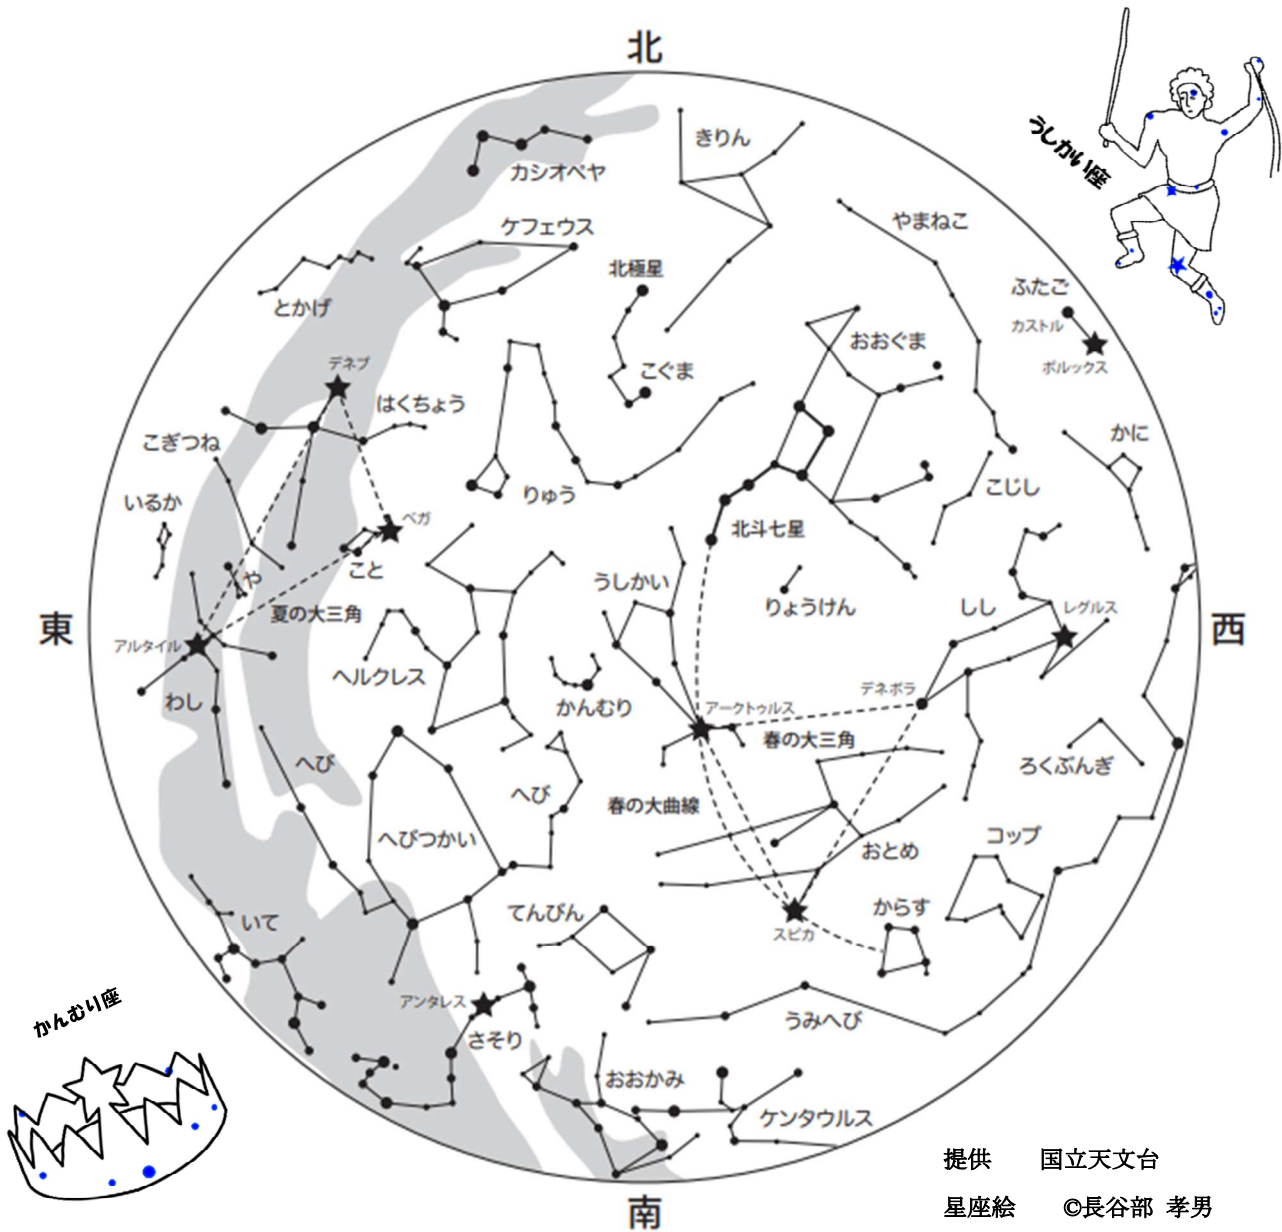 北
きりん
カシオペヤ
うしかい座
ケフェウス
やまねこ
北極星
とかげ
ふたご
カストル
おおぐま
ポルックス
デネブ
こぐま
はくちょう
こぎつね
かに
いるか
りゅう
こじし
ベガ
北斗七星
こと
や
うしかい
りょうけん
しし
レグルス
夏の大三角
東
西
アルタイル
ヘルクレス
デネボラ
わし
かんむり
アークトゥルス
春の大三角
へび
ろくぶんぎ
へび
春の大曲線
へびつかい
おとめ
コップ
いて
てんびん
からす
スピカ
アンタレス
かんむり座
さそり
うみへび
おおかみ
ケンタウルス
提供 国立天文台
星座絵 ©長谷部 孝男
南